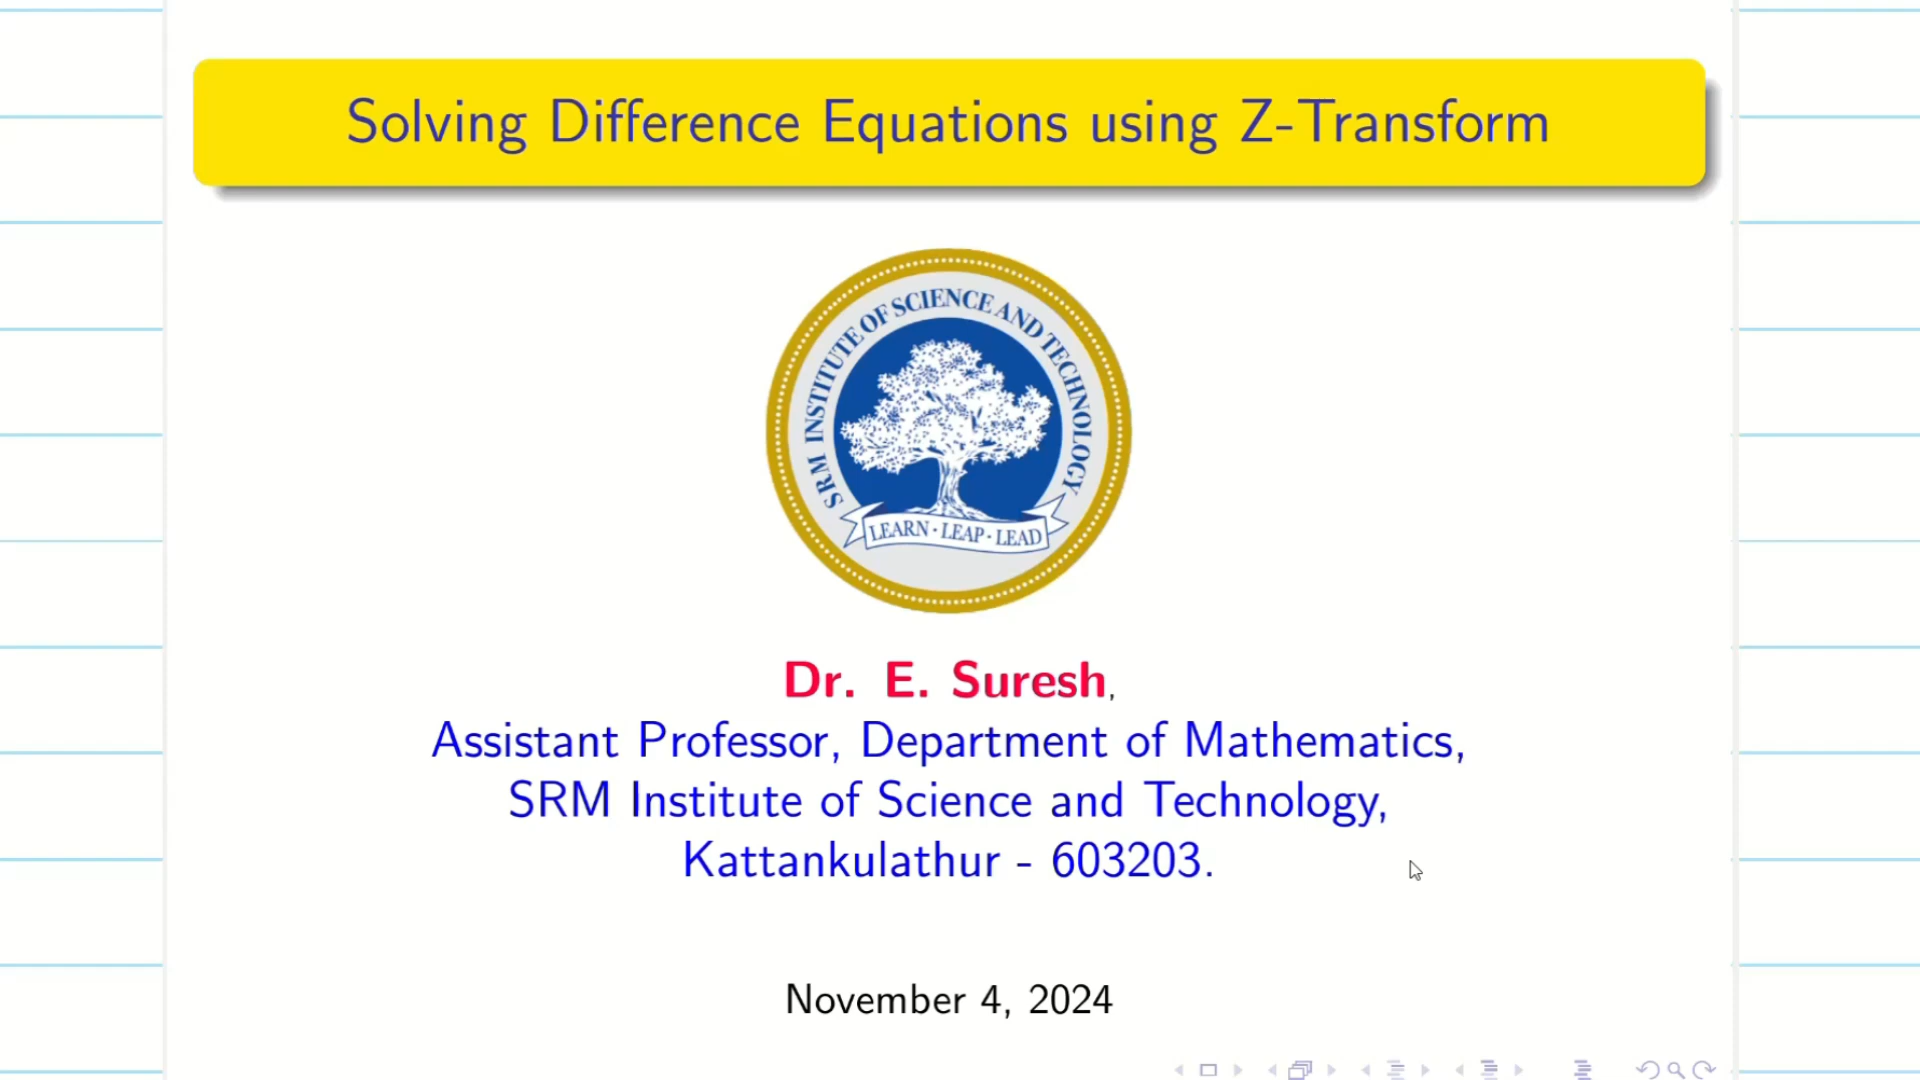 Solving Difference Equations using Z-Transform
SRM INSTITUTE OF SCIENCE AND TECHNOLOGY
LEARN · LEAP · LEAD
Dr. E. Suresh,
Assistant Professor, Department of Mathematics,
SRM Institute of Science and Technology,
Kattankulathur - 603203.
November 4, 2024